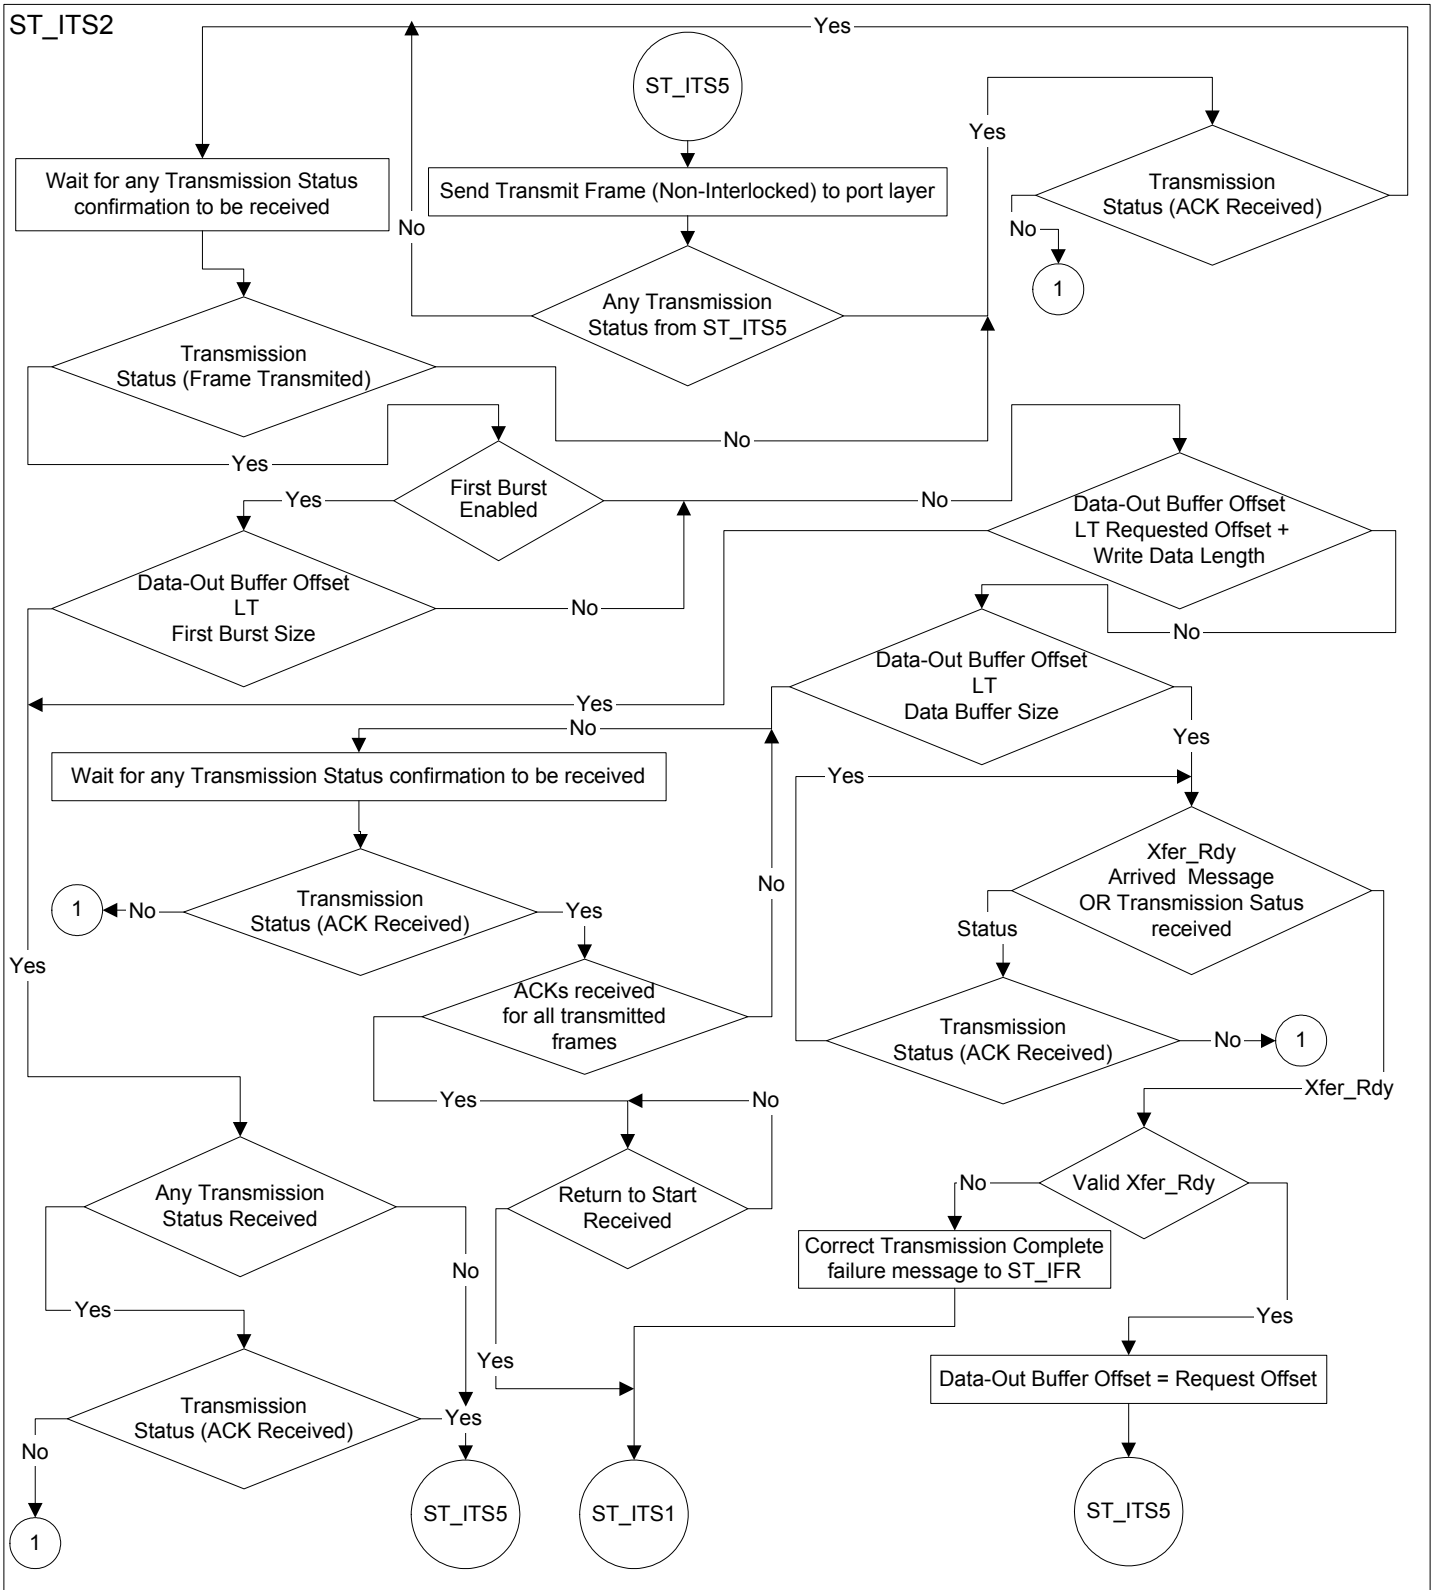 ST_ITS2
Yes
ST_ITS5
Yes
Wait for any Transmission Status
confirmation to be received
Send Transmit Frame (Non-Interlocked) to port layer
Transmission
Status (ACK Received)
No
No
1
Any Transmission
Status from ST_ITS5
Transmission
Status (Frame Transmited)
No
Yes
First Burst
Enabled
Yes
No
Data-Out Buffer Offset
LT Requested Offset +
Write Data Length
Data-Out Buffer Offset
LT
First Burst Size
No
No
Data-Out Buffer Offset
LT
Data Buffer Size
Yes
No
Yes
Wait for any Transmission Status confirmation to be received
Yes
Xfer_Rdy
Arrived Message
OR Transmission Satus
received
No
1
No
Transmission
Status (ACK Received)
Yes
Status
Yes
ACKs received
for all transmitted
frames
Transmission
Status (ACK Received)
No
1
Xfer_Rdy
Yes
No
Any Transmission
Status Received
Return to Start
Received
No
Valid Xfer_Rdy
Correct Transmission Complete
failure message to ST_IFR
No
Yes
Yes
Yes
Data-Out Buffer Offset = Request Offset
Transmission
Status (ACK Received)
Yes
No
ST_ITS5
ST_ITS1
ST_ITS5
1